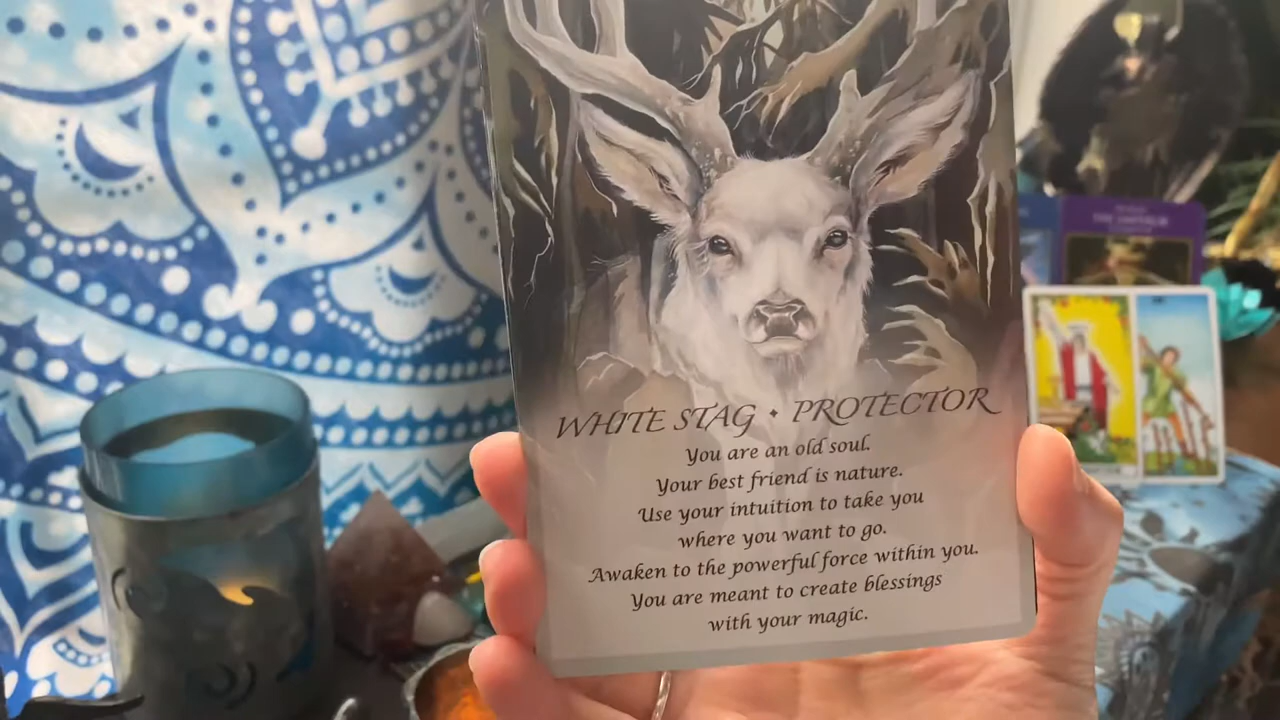 WHITE STAG • PROTECTOR
You are an old soul.
Your best friend is nature.
Use your intuition to take you
where you want to go.
Awaken to the powerful force within you.
You are meant to create blessings
with your magic.